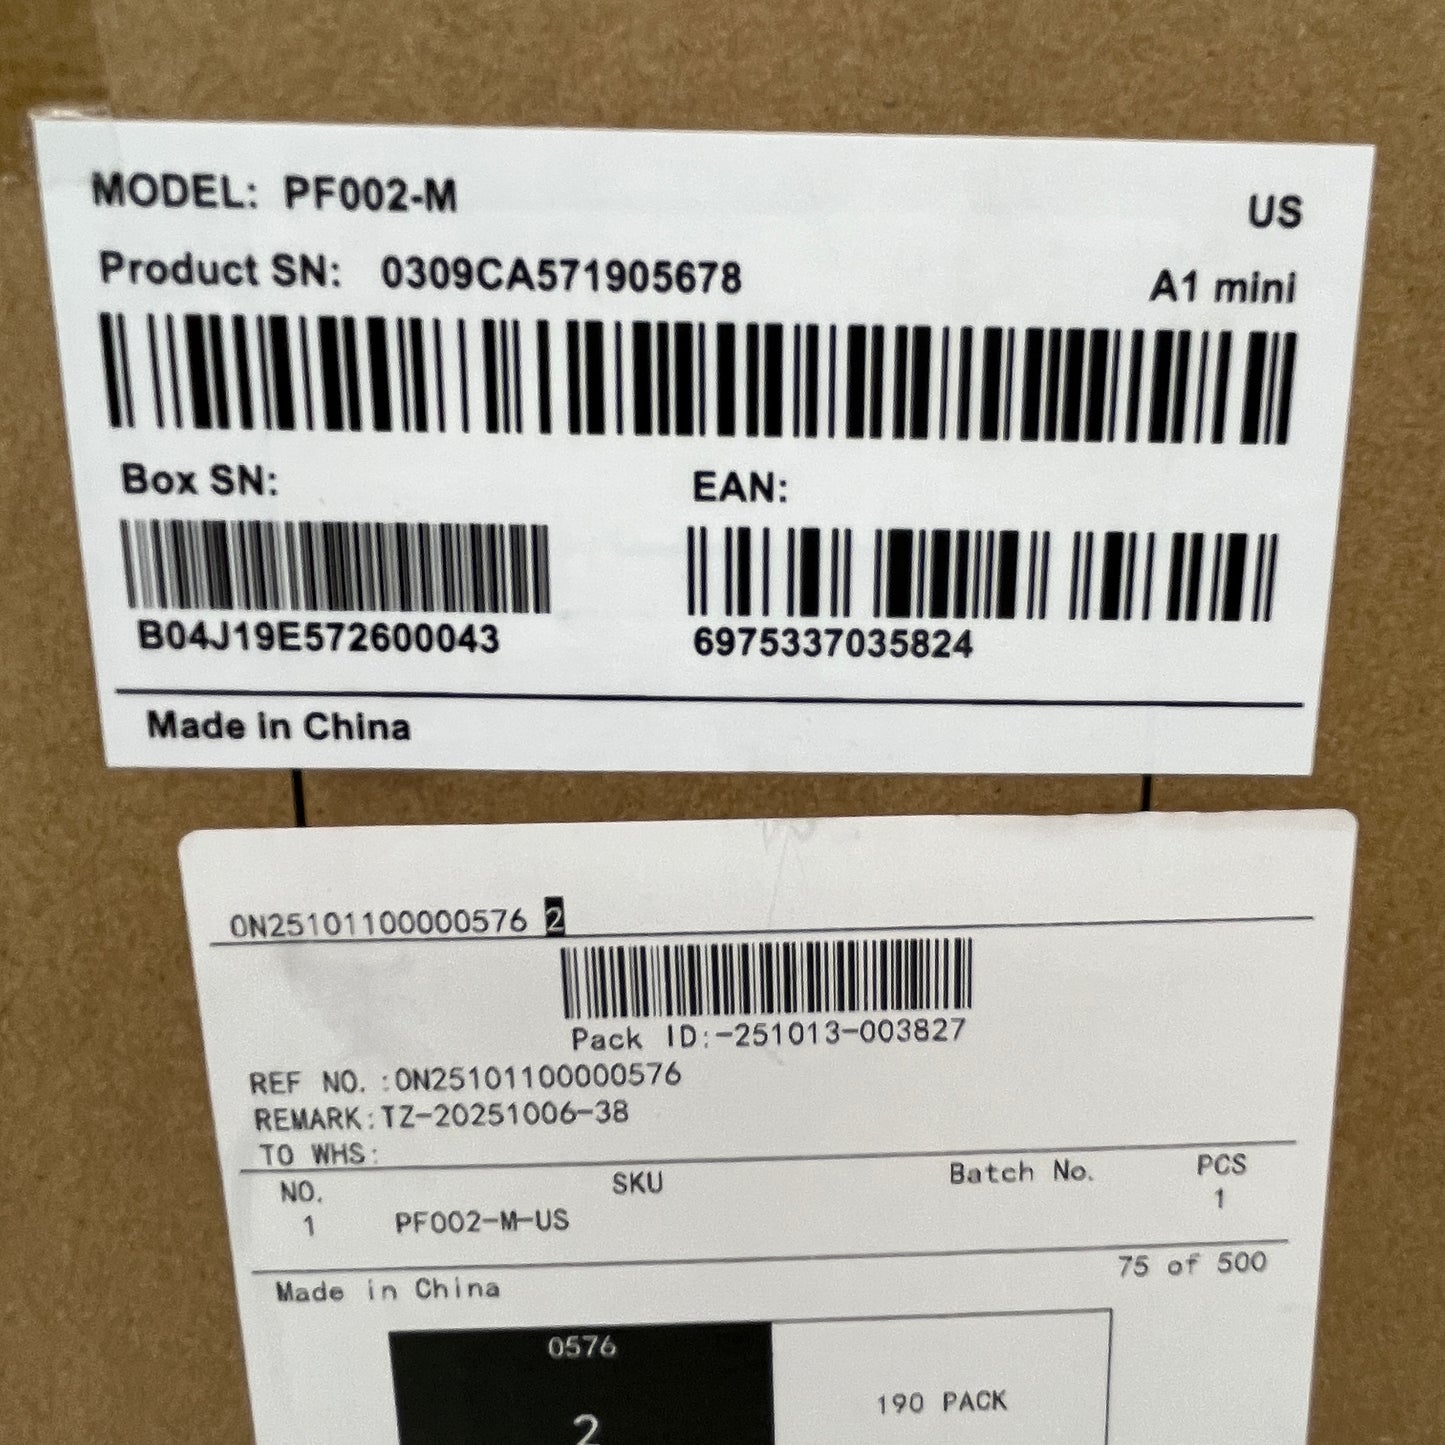 MODEL: PF002-M
US
Product SN: 0309CA571905678
A1 mini
Box SN:
EAN:
B04J19E572600043
6975337035824
Made in China
ON25101100000576 2
Pack ID:-251013-003827
REF NO. :ON25101100000576
REMARK:TZ-20251006-38
TO WHS:
NO. SKU Batch No. PCS
1 PF002-M-US 1
75 of 500
Made in China
0576
190 PACK
2